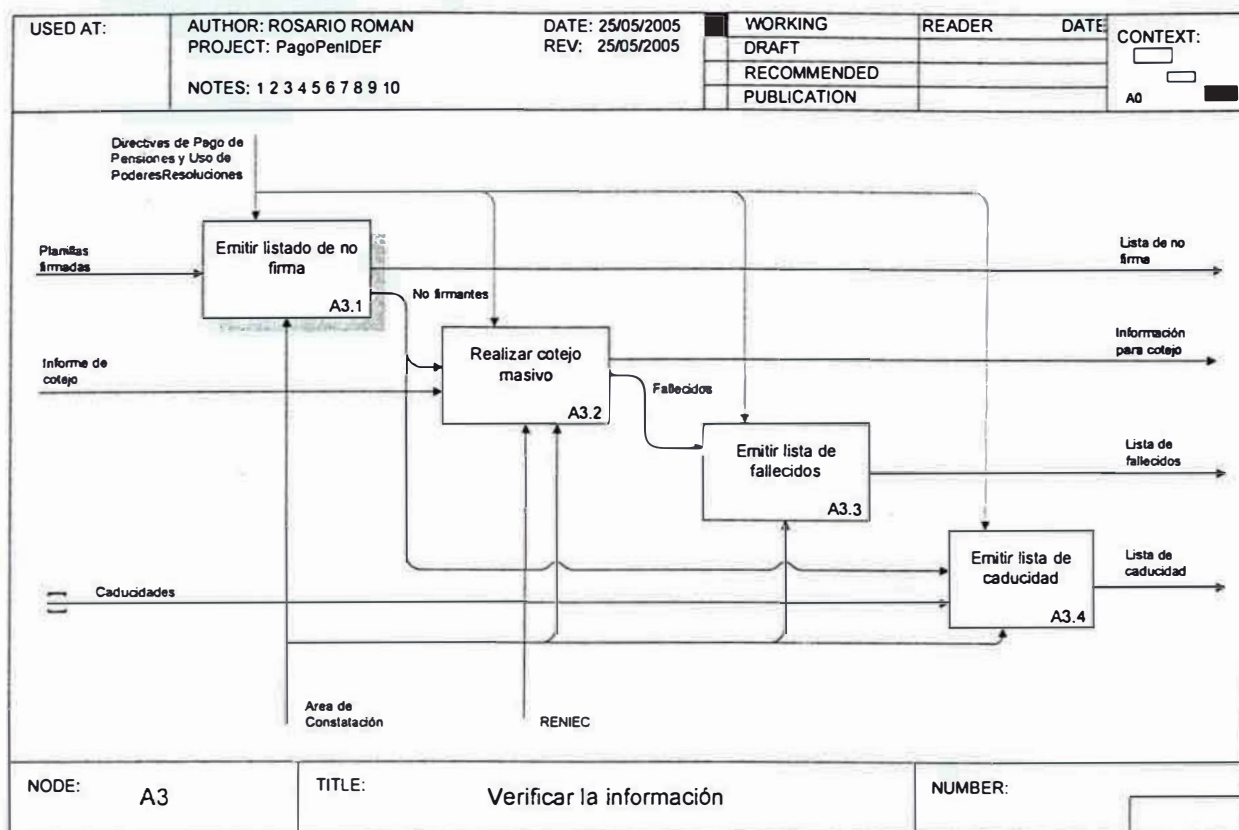 USED AT:
AUTHOR: ROSARIO ROMAN
DATE: 25/05/2005
PROJECT: PagoPenIDEF
REV: 25/05/2005
NOTES: 1 2 3 4 5 6 7 8 9 10
WORKING
DRAFT
RECOMMENDED
PUBLICATION
READER
DATE
CONTEXT:
A0
Directivas de Pago de
Pensiones y Uso de
PoderesResoluciones
Planillas
firmadas
Emitir listado de no
firma
A3.1
Lista de no
firma
No firmantes
Informe de
cotejo
Realizar cotejo
masivo
A3.2
Información
para cotejo
Fallecidos
Emitir lista de
fallecidos
A3.3
Lista de
fallecidos
Emitir lista de
caducidad
A3.4
Lista de
caducidad
Caducidades
Area de
Constatación
RENIEC
NODE:
A3
TITLE:
Verificar la información
NUMBER: